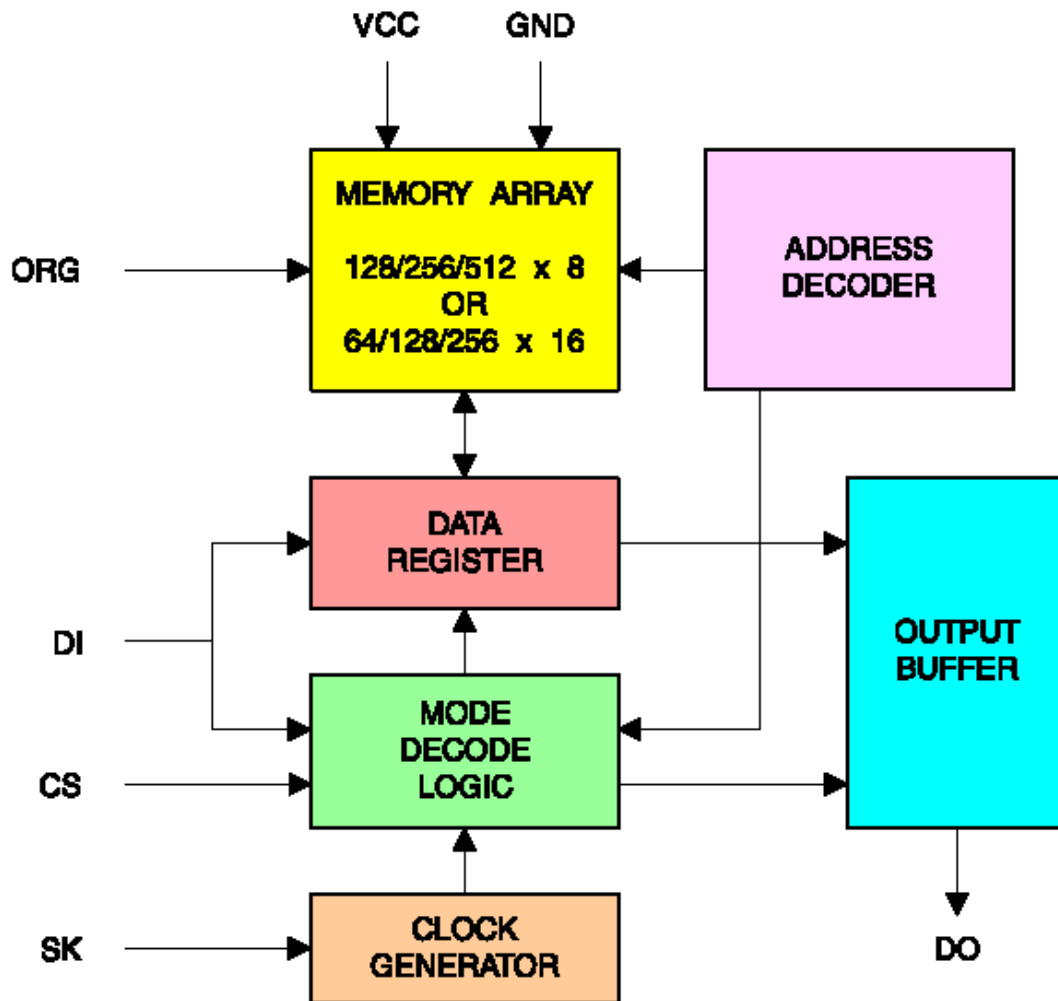 VCC
GND
MEMORY ARRAY
128/256/512 x 8
OR
64/128/256 x 16
ADDRESS
DECODER
ORG
DATA
REGISTER
DI
OUTPUT
BUFFER
MODE
DECODE
LOGIC
CS
CLOCK
GENERATOR
SK
DO